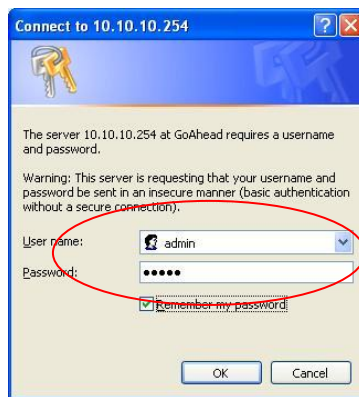 Connect to 10.10.10.254
The server 10.10.10.254 at GoAhead requires a username
and password.
Warning: This server is requesting that your username and
password be sent in an insecure manner (basic authentication
without a secure connection).
User name: admin
Password: •••••
Remember my password
OK Cancel